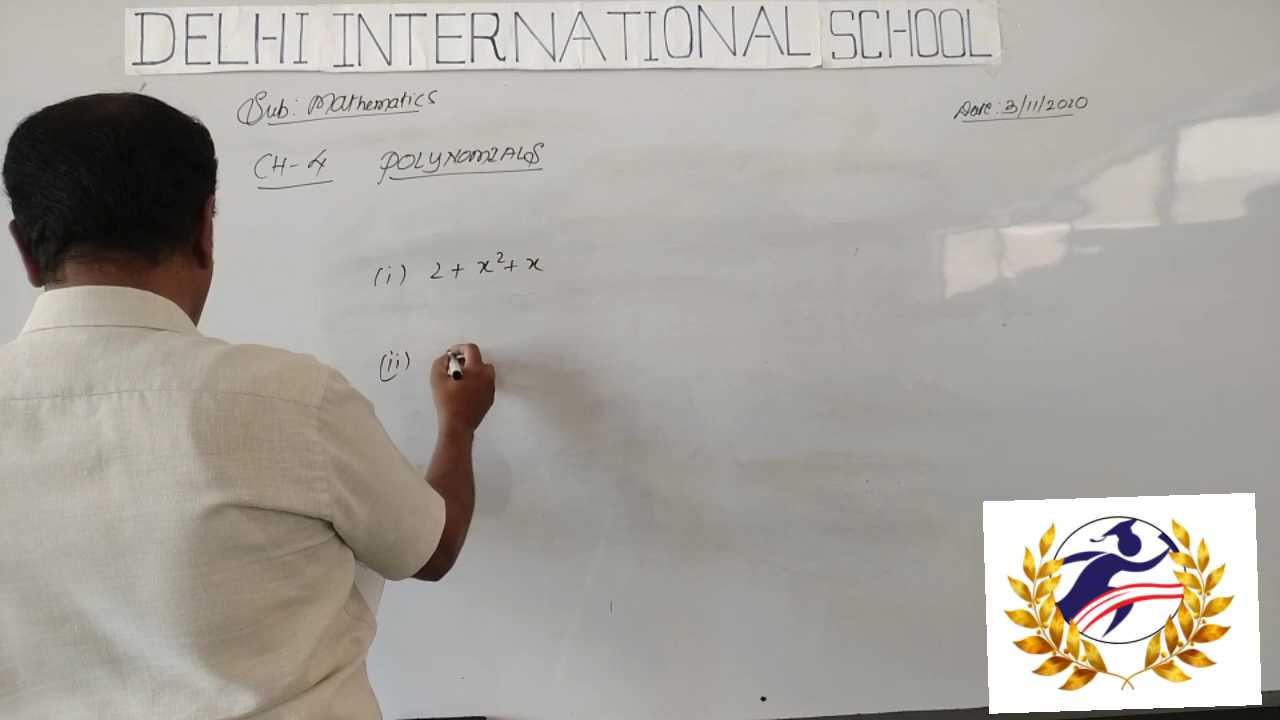 DELHI INTERNATIONAL SCHOOL
Sub: Mathematics
Date: 3/11/2020
CH-4 POLYNOMIALS
(i) 2 + x² + x
(ii)